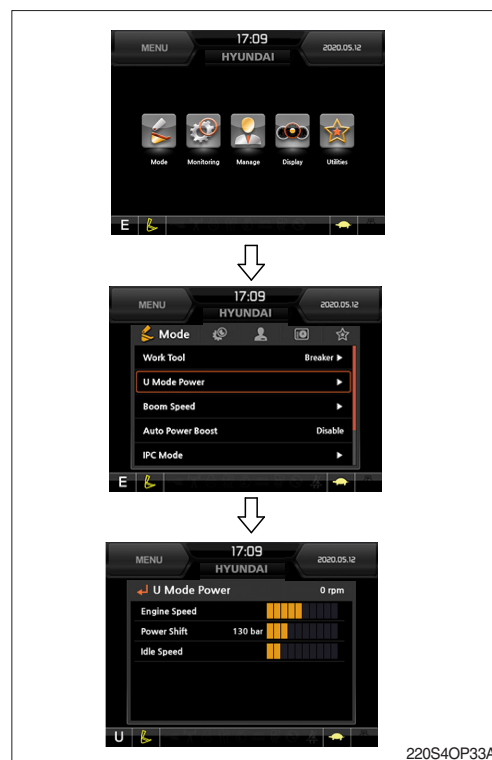 MENU 17:09 2020.05.12
HYUNDAI
Mode Monitoring Manage Display Utilities
E
MENU 17:09 2020.05.12
HYUNDAI
Mode
Work Tool Breaker ▶
U Mode Power ▶
Boom Speed ▶
Auto Power Boost Disable
IPC Mode ▶
E
MENU 17:09 2020.05.12
HYUNDAI
U Mode Power 0 rpm
Engine Speed
Power Shift 130 bar
Idle Speed
U
220S4OP33A